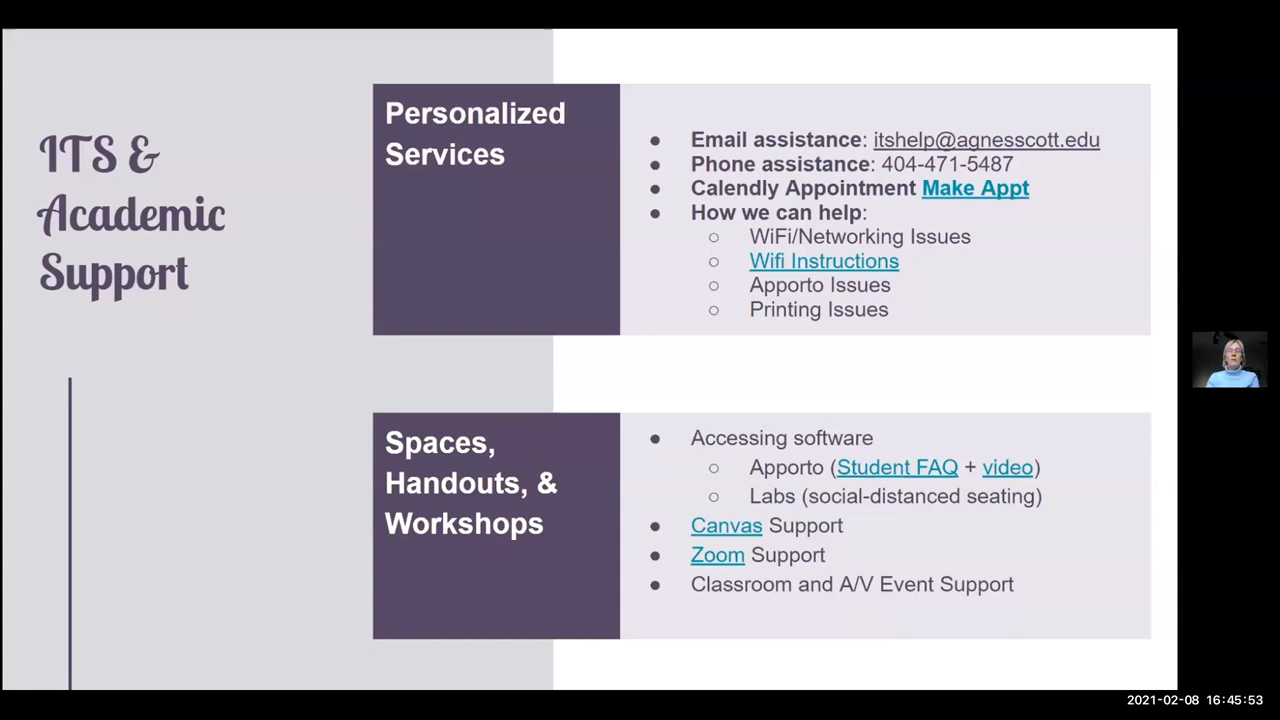 ITS &
Academic
Support
Personalized
Services
● Email assistance: itshelp@agnesscott.edu
● Phone assistance: 404-471-5487
● Calendly Appointment Make Appt
● How we can help:
○ WiFi/Networking Issues
○ Wifi Instructions
○ Apporto Issues
○ Printing Issues
Spaces,
Handouts, &
Workshops
● Accessing software
○ Apporto (Student FAQ + video)
○ Labs (social-distanced seating)
● Canvas Support
● Zoom Support
● Classroom and A/V Event Support
2021-02-08 16:45:53